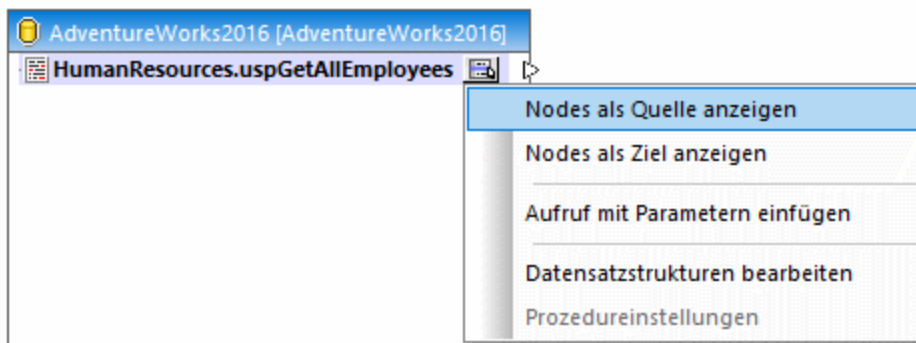 AdventureWorks2016 [AdventureWorks2016]
HumanResources.uspGetAllEmployees
Nodes als Quelle anzeigen
Nodes als Ziel anzeigen
Aufruf mit Parametern einfügen
Datensatzstrukturen bearbeiten
Prozedureinstellungen